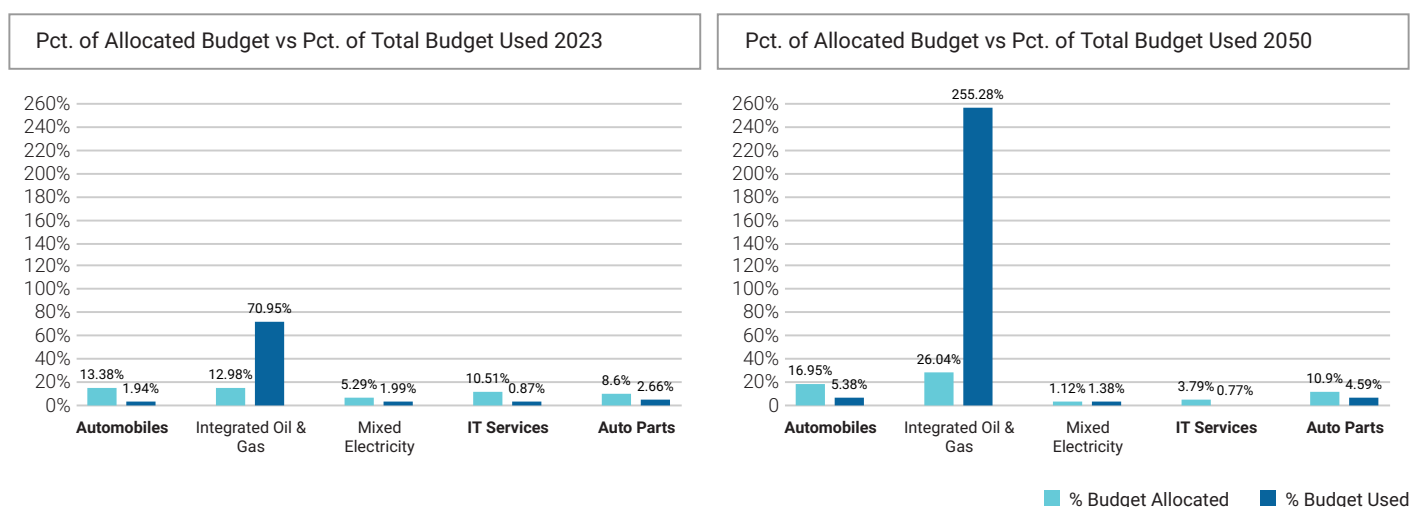 Pct. of Allocated Budget vs Pct. of Total Budget Used 2023
260%
240%
220%
200%
180%
160%
140%
120%
100%
80%
60%
40%
20%
0%
13.38%
1.94%
12.98%
70.95%
5.29%
1.99%
10.51%
0.87%
8.6%
2.66%
Automobiles
Integrated Oil &
Gas
Mixed
Electricity
IT Services
Auto Parts
Pct. of Allocated Budget vs Pct. of Total Budget Used 2050
260%
240%
220%
200%
180%
160%
140%
120%
100%
80%
60%
40%
20%
0
16.95%
5.38%
26.04%
255.28%
1.12%
1.38%
3.79%
0.77%
10.9%
4.59%
Automobiles
Integrated Oil &
Gas
Mixed
Electricity
IT Services
Auto Parts
% Budget Allocated
% Budget Used